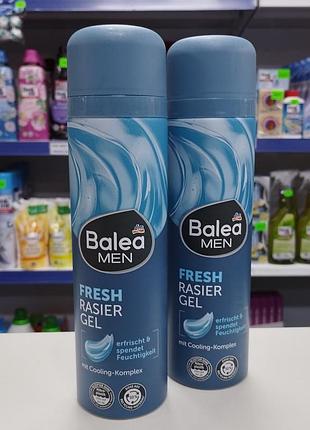 Balea
MEN
FRESH
RASIER
GEL
erfrischt &
spendet
Feuchtigkeit
mit Cooling-Komplex
Balea
MEN
FRESH
RASIER
GEL
erfrischt &
spendet
Feuchtigkeit
mit Cooling-Komplex